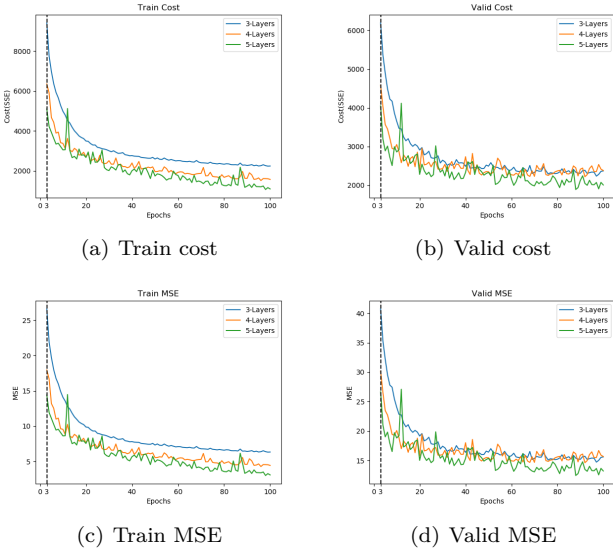 Train Cost
Cost(SSE)
8000
6000
4000
2000
3-Layers
4-Layers
5-Layers
0 3 20 40 60 80 100
Epochs
(a) Train cost
Valid Cost
Cost(SSE)
6000
5000
4000
3000
2000
3-Layers
4-Layers
5-Layers
0 3 20 40 60 80 100
Epochs
(b) Valid cost
Train MSE
MSE
25
20
15
10
5
3-Layers
4-Layers
5-Layers
0 3 20 40 60 80 100
Epochs
(c) Train MSE
Valid MSE
MSE
40
35
30
25
20
15
3-Layers
4-Layers
5-Layers
0 3 20 40 60 80 100
Epochs
(d) Valid MSE